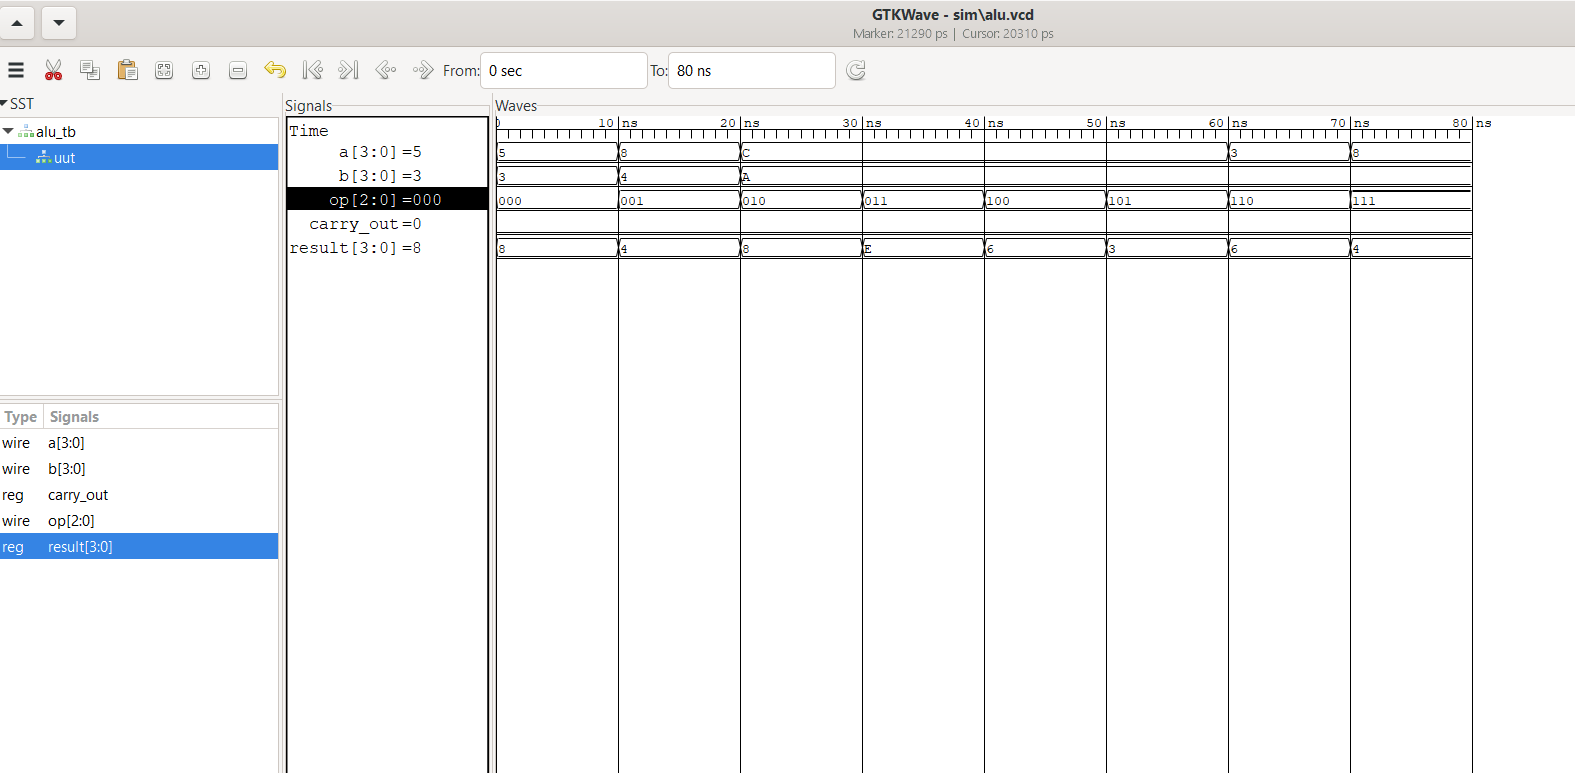 GTKWave - sim\alu.vcd
Marker: 21290 ps | Cursor: 20310 ps
From: 0 sec To: 80 ns
SST
alu_tb
uut
Type Signals
wire a[3:0]
wire b[3:0]
reg carry_out
wire op[2:0]
reg result[3:0]
Signals
Time
a[3:0]=5
b[3:0]=3
op[2:0]=000
carry_out=0
result[3:0]=8
Waves
0 10 ns 20 ns 30 ns 40 ns 50 ns 60 ns 70 ns 80 ns
5 8 C 3 8
3 4 A
000 001 010 011 100 101 110 111
8 4 8 E 6 3 6 4